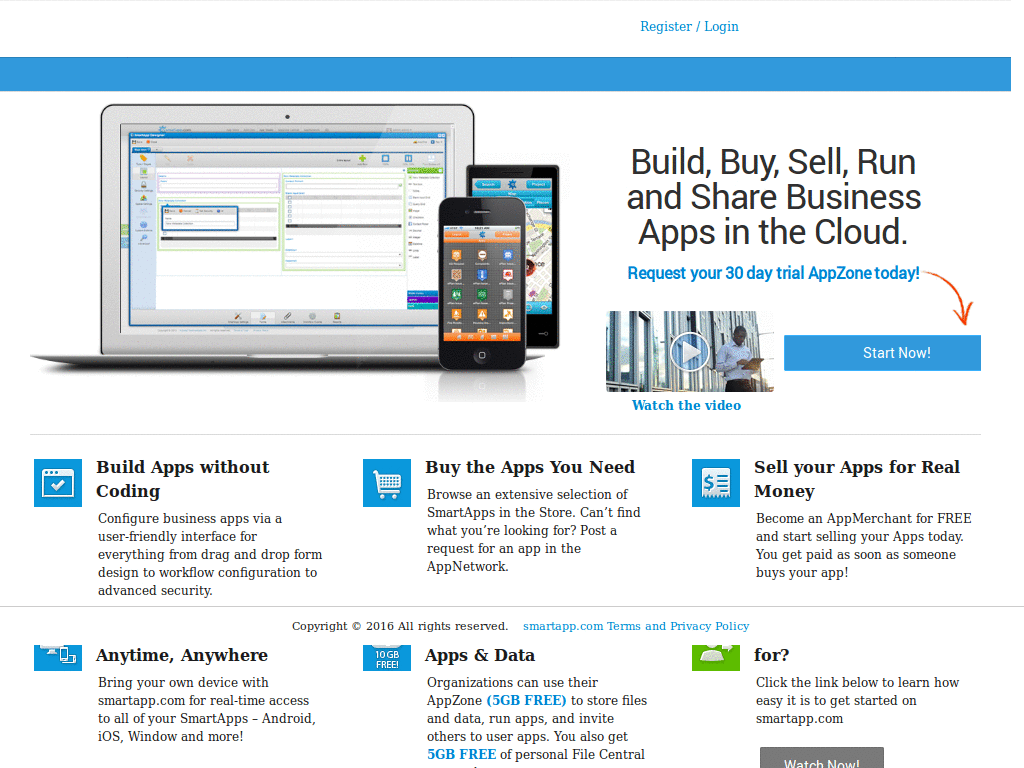 Register / Login
Build, Buy, Sell, Run
and Share Business
Apps in the Cloud.
Request your 30 day trial AppZone today!
Start Now!
Watch the video
Build Apps without
Coding
Configure business apps via a
user-friendly interface for
everything from drag and drop form
design to workflow configuration to
advanced security.
Buy the Apps You Need
Browse an extensive selection of
SmartApps in the Store. Can’t find
what you’re looking for? Post a
request for an app in the
AppNetwork.
Sell your Apps for Real
Money
Become an AppMerchant for FREE
and start selling your Apps today.
You get paid as soon as someone
buys your app!
Copyright © 2016 All rights reserved. smartapp.com Terms and Privacy Policy
Anytime, Anywhere
Bring your own device with
smartapp.com for real-time access
to all of your SmartApps – Android,
iOS, Window and more!
10 GB
FREE!
Apps & Data
Organizations can use their
AppZone (5GB FREE) to store files
and data, run apps, and invite
others to user apps. You also get
5GB FREE of personal File Central
for?
Click the link below to learn how
easy it is to get started on
smartapp.com
Watch Now!